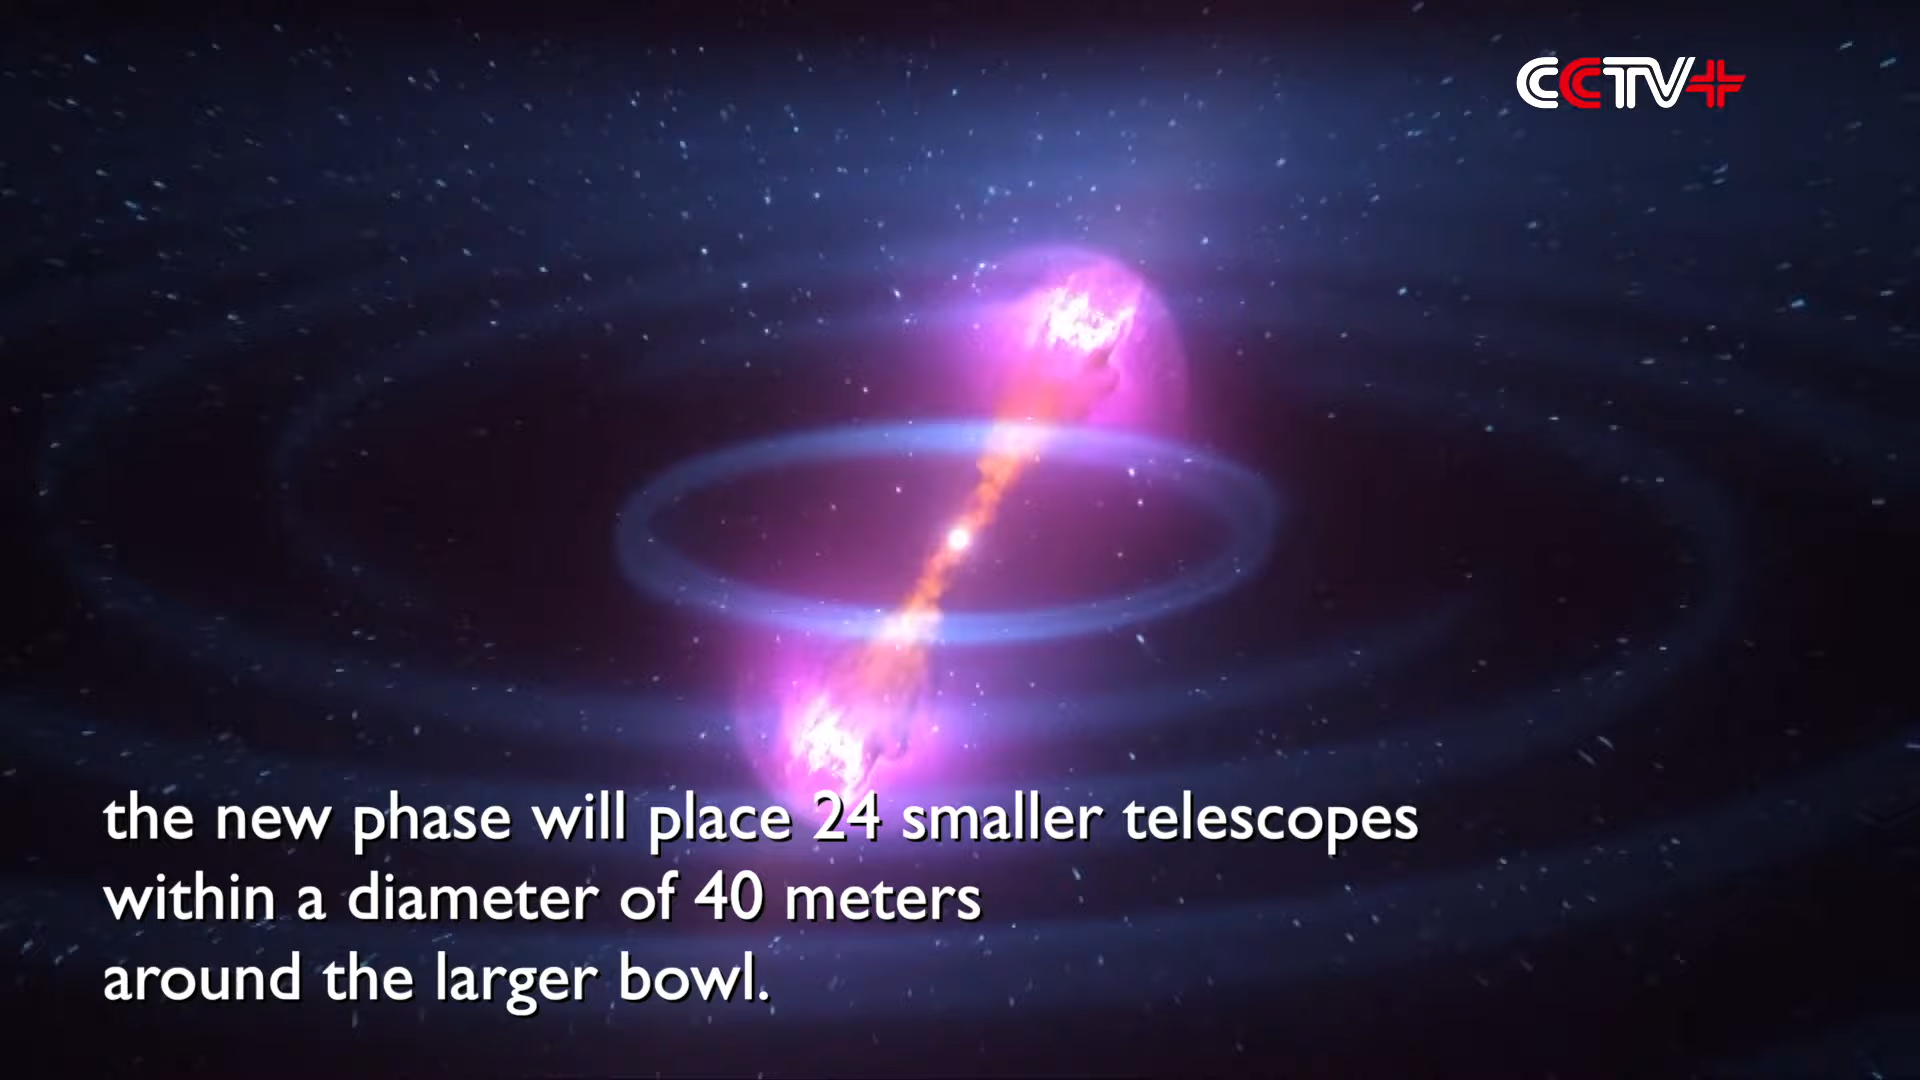 CCTV+
the new phase will place 24 smaller telescopes
within a diameter of 40 meters
around the larger bowl.